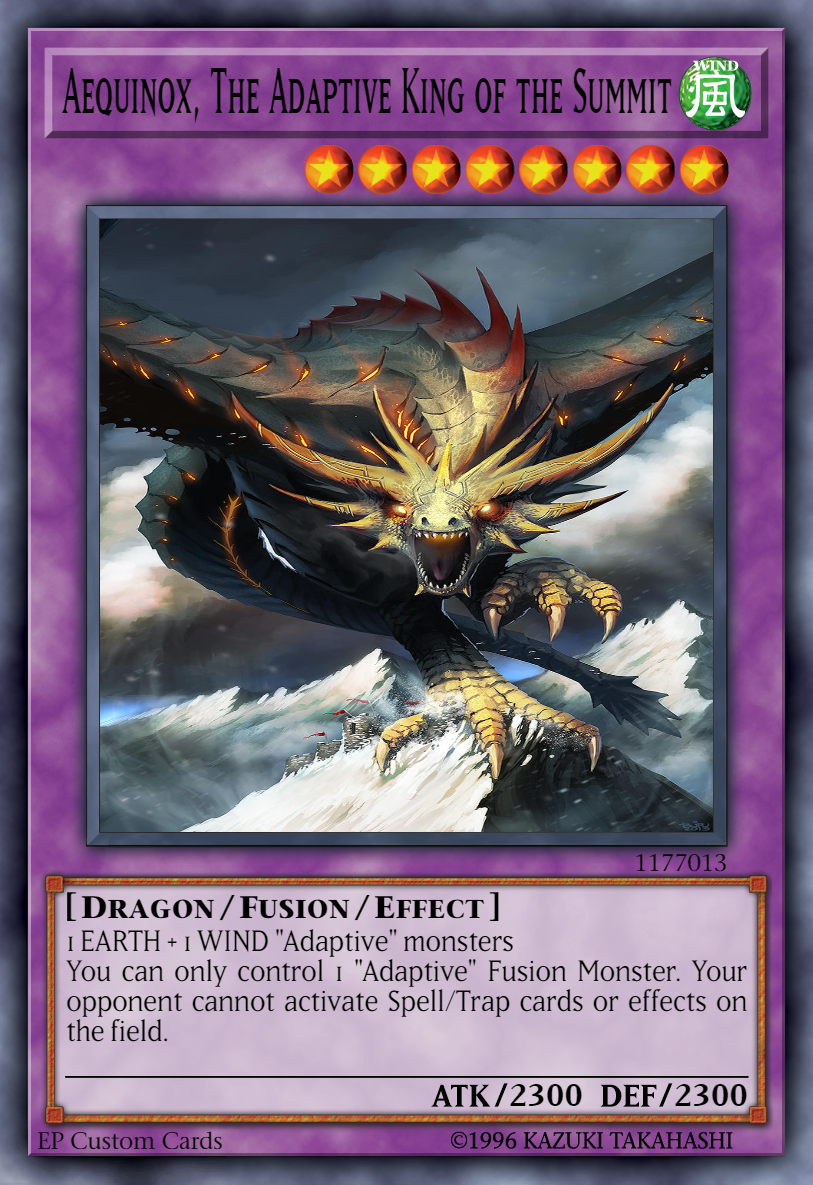 Aequinox, The Adaptive King of the Summit
WIND
風
1177013
[ Dragon / Fusion / Effect ]
1 EARTH + 1 WIND "Adaptive" monsters
You can only control 1 "Adaptive" Fusion Monster. Your
opponent cannot activate Spell/Trap cards or effects on
the field.
ATK/2300 DEF/2300
EP Custom Cards
©1996 KAZUKI TAKAHASHI